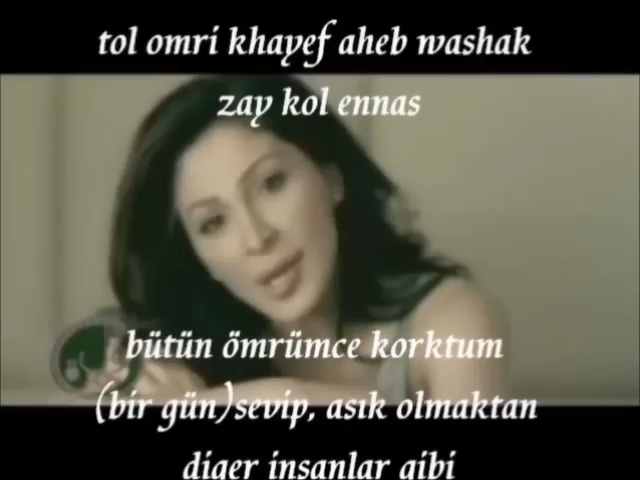 tol omri khayef aheb washak
zay kol ennas
bütün ömrümce korktum
(bir gün)sevip, asık olmaktan
diger insanlar gibi